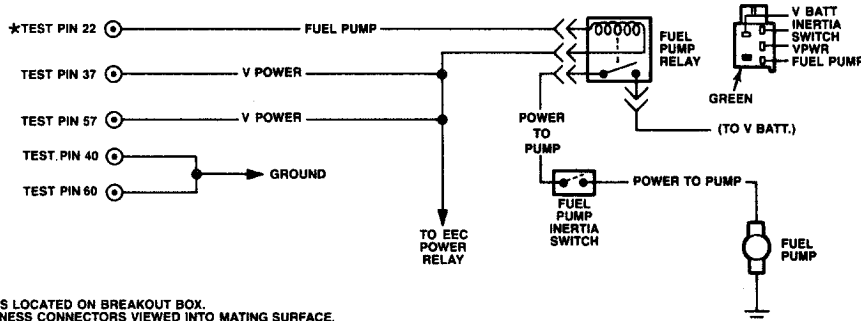 *TEST PIN 22
FUEL PUMP
FUEL
PUMP
RELAY
V BATT
INERTIA
SWITCH
VPWR
FUEL PUMP
GREEN
TEST PIN 37
V POWER
TEST PIN 57
V POWER
(TO V BATT.)
POWER
TO
PUMP
TEST PIN 40
GROUND
TEST PIN 60
POWER TO PUMP
FUEL
PUMP
INERTIA
SWITCH
TO EEC
POWER
RELAY
FUEL
PUMP
S LOCATED ON BREAKOUT BOX.
NESS CONNECTORS VIEWED INTO MATING SURFACE.